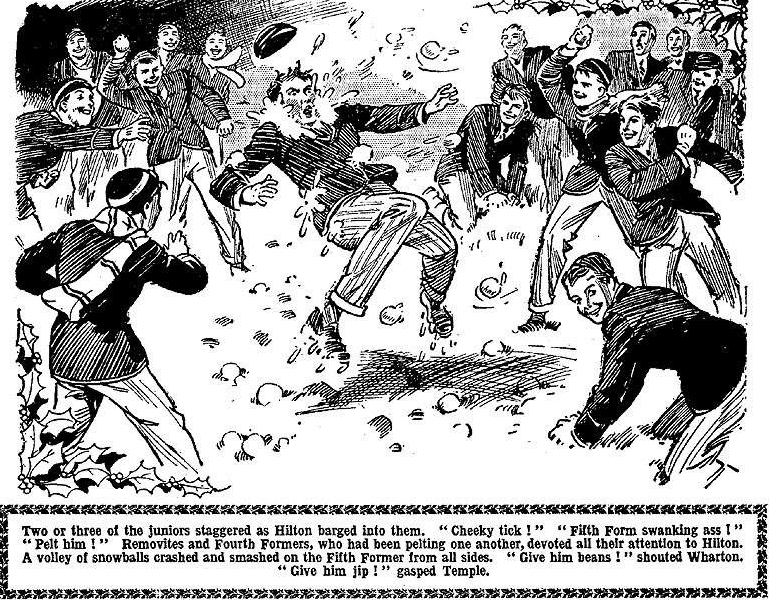 Two or three of the juniors staggered as Hilton barged into them. "Cheeky tick!" "Fifth Form swanking ass!"
"Pelt him!" Removites and Fourth Formers, who had been pelting one another, devoted all their attention to Hilton.
A volley of snowballs crashed and smashed on the Fifth Former from all sides. "Give him beans!" shouted Wharton.
"Give him jip!" gasped Temple.